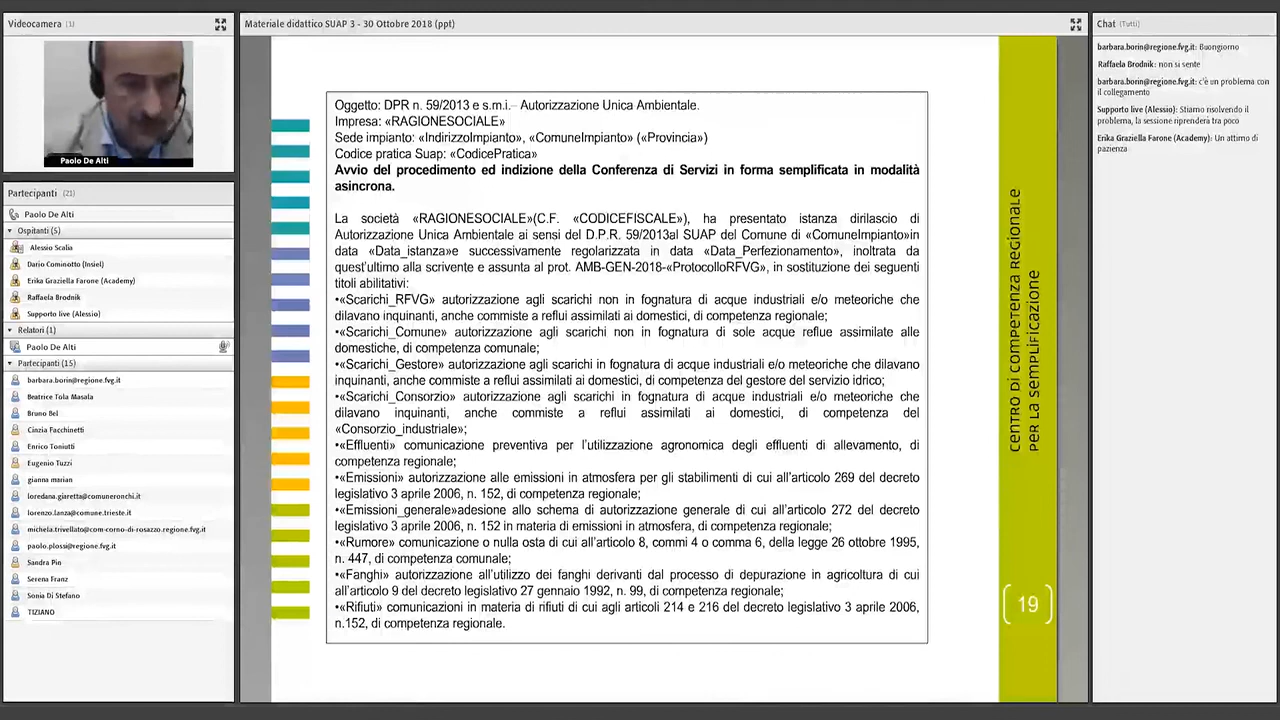 Videocamera (1)
Paolo De Alti
Partecipanti (21)
Paolo De Alti
Ospitanti (5)
Alessio Scalia
Dario Cominotto (Insiel)
Erika Graziella Farone (Academy)
Raffaela Brodnik
Supporto live (Alessio)
Relatori (1)
Paolo De Alti
Partecipanti (15)
barbara.borin@regione.fvg.it
Beatrice Tola Masala
Bruno Bel
Cinzia Facchinetti
Enrico Toniutti
Eugenio Tuzzi
gianna marian
loredana.giaretta@comuneronchi.it
lorenzo.lanza@comune.trieste.it
michela.trivellato@com-corno-di-rosazzo.regione.fvg.it
paolo.plossi@regione.fvg.it
Sandra Pin
Serena Franz
Sonia Di Stefano
TIZIANO
Materiale didattico SUAP 3 - 30 Ottobre 2018 (ppt)
Oggetto: DPR n. 59/2013 e s.m.i.– Autorizzazione Unica Ambientale.
Impresa: «RAGIONESOCIALE»
Sede impianto: «IndirizzoImpianto», «ComuneImpianto» («Provincia»)
Codice pratica Suap: «CodicePratica»
Avvio del procedimento ed indizione della Conferenza di Servizi in forma semplificata in modalità
asincrona.
La società «RAGIONESOCIALE»(C.F. «CODICEFISCALE»), ha presentato istanza dirilascio di
Autorizzazione Unica Ambientale ai sensi del D.P.R. 59/2013al SUAP del Comune di «ComuneImpianto»in
data «Data_istanza»e successivamente regolarizzata in data «Data_Perfezionamento», inoltrata da
quest'ultimo alla scrivente e assunta al prot. AMB-GEN-2018-«ProtocolloRFVG», in sostituzione dei seguenti
titoli abilitativi:
•«Scarichi_RFVG» autorizzazione agli scarichi non in fognatura di acque industriali e/o meteoriche che
dilavano inquinanti, anche commiste a reflui assimilati ai domestici, di competenza regionale;
•«Scarichi_Comune» autorizzazione agli scarichi non in fognatura di sole acque reflue assimilate alle
domestiche, di competenza comunale;
•«Scarichi_Gestore» autorizzazione agli scarichi in fognatura di acque industriali e/o meteoriche che dilavano
inquinanti, anche commiste a reflui assimilati ai domestici, di competenza del gestore del servizio idrico;
•«Scarichi_Consorzio» autorizzazione agli scarichi in fognatura di acque industriali e/o meteoriche che
dilavano inquinanti, anche commiste a reflui assimilati ai domestici, di competenza del
«Consorzio_industriale»;
•«Effluenti» comunicazione preventiva per l'utilizzazione agronomica degli effluenti di allevamento, di
competenza regionale;
•«Emissioni» autorizzazione alle emissioni in atmosfera per gli stabilimenti di cui all'articolo 269 del decreto
legislativo 3 aprile 2006, n. 152, di competenza regionale;
•«Emissioni_generale»adesione allo schema di autorizzazione generale di cui all'articolo 272 del decreto
legislativo 3 aprile 2006, n. 152 in materia di emissioni in atmosfera, di competenza regionale;
•«Rumore» comunicazione o nulla osta di cui all'articolo 8, commi 4 o comma 6, della legge 26 ottobre 1995,
n. 447, di competenza comunale;
•«Fanghi» autorizzazione all'utilizzo dei fanghi derivanti dal processo di depurazione in agricoltura di cui
all'articolo 9 del decreto legislativo 27 gennaio 1992, n. 99, di competenza regionale;
•«Rifiuti» comunicazioni in materia di rifiuti di cui agli articoli 214 e 216 del decreto legislativo 3 aprile 2006,
n.152, di competenza regionale.
CENTRO DI COMPETENZA REGIONALE
PER LA SEMPLIFICAZIONE
19
Chat (Tutti)
barbara.borin@regione.fvg.it: Buongiorno
Raffaela Brodnik: non si sente
barbara.borin@regione.fvg.it: c'è un problema con
il collegamento
Supporto live (Alessio): Stiamo risolvendo il
problema, la sessione riprenderà tra poco
Erika Graziella Farone (Academy): Un attimo di
pazienza